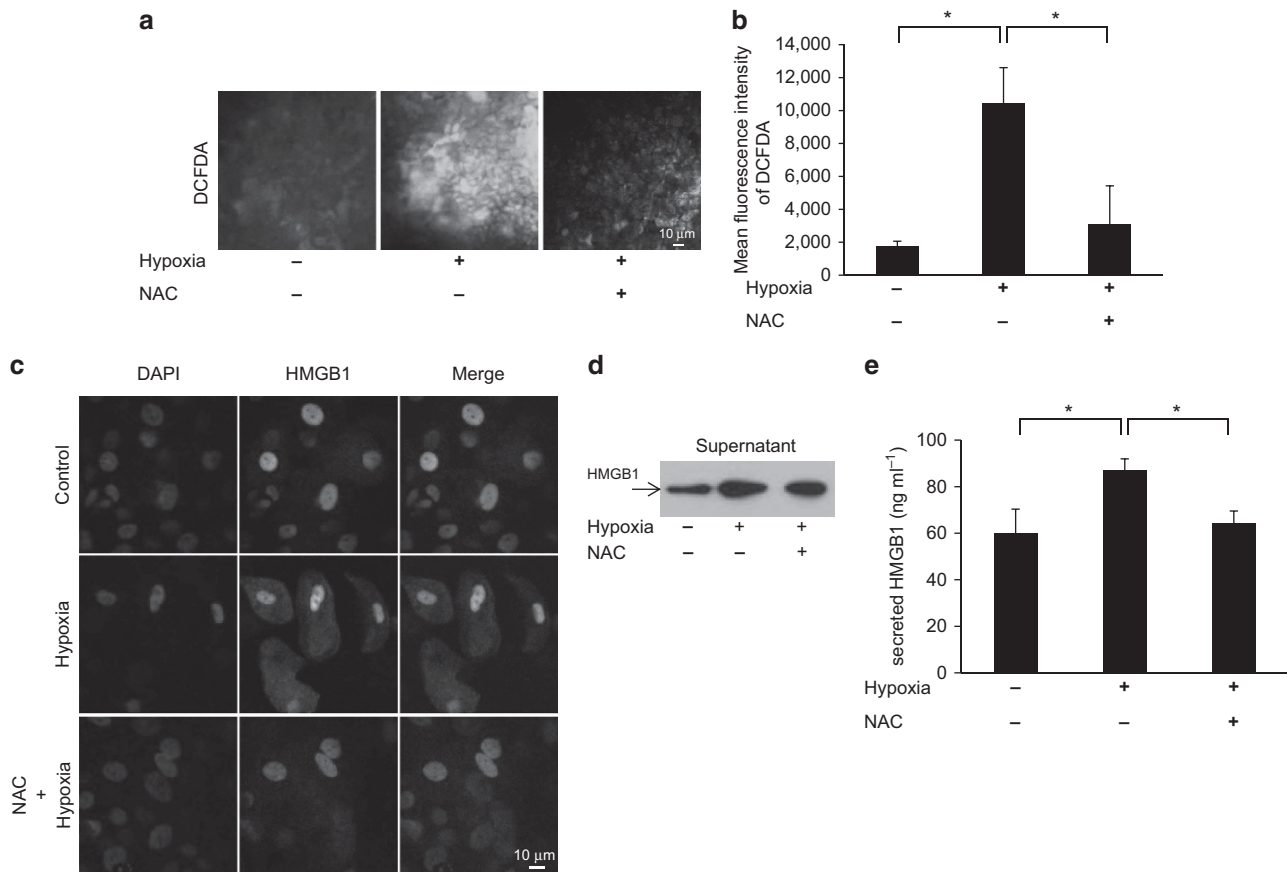 a
DCFDA
10 μm
Hypoxia – + +
NAC – – +
b
* *
Mean fluorescence intensity
of DCFDA
14,000
12,000
10,000
8,000
6,000
4,000
2,000
0
Hypoxia – + +
NAC – – +
c
DAPI HMGB1 Merge
Control
Hypoxia
NAC
+
Hypoxia
10 μm
d
Supernatant
HMGB1
Hypoxia – + +
NAC – – +
e
* *
secreted HMGB1 (ng ml⁻¹)
100
80
60
40
20
0
Hypoxia – + +
NAC – – +